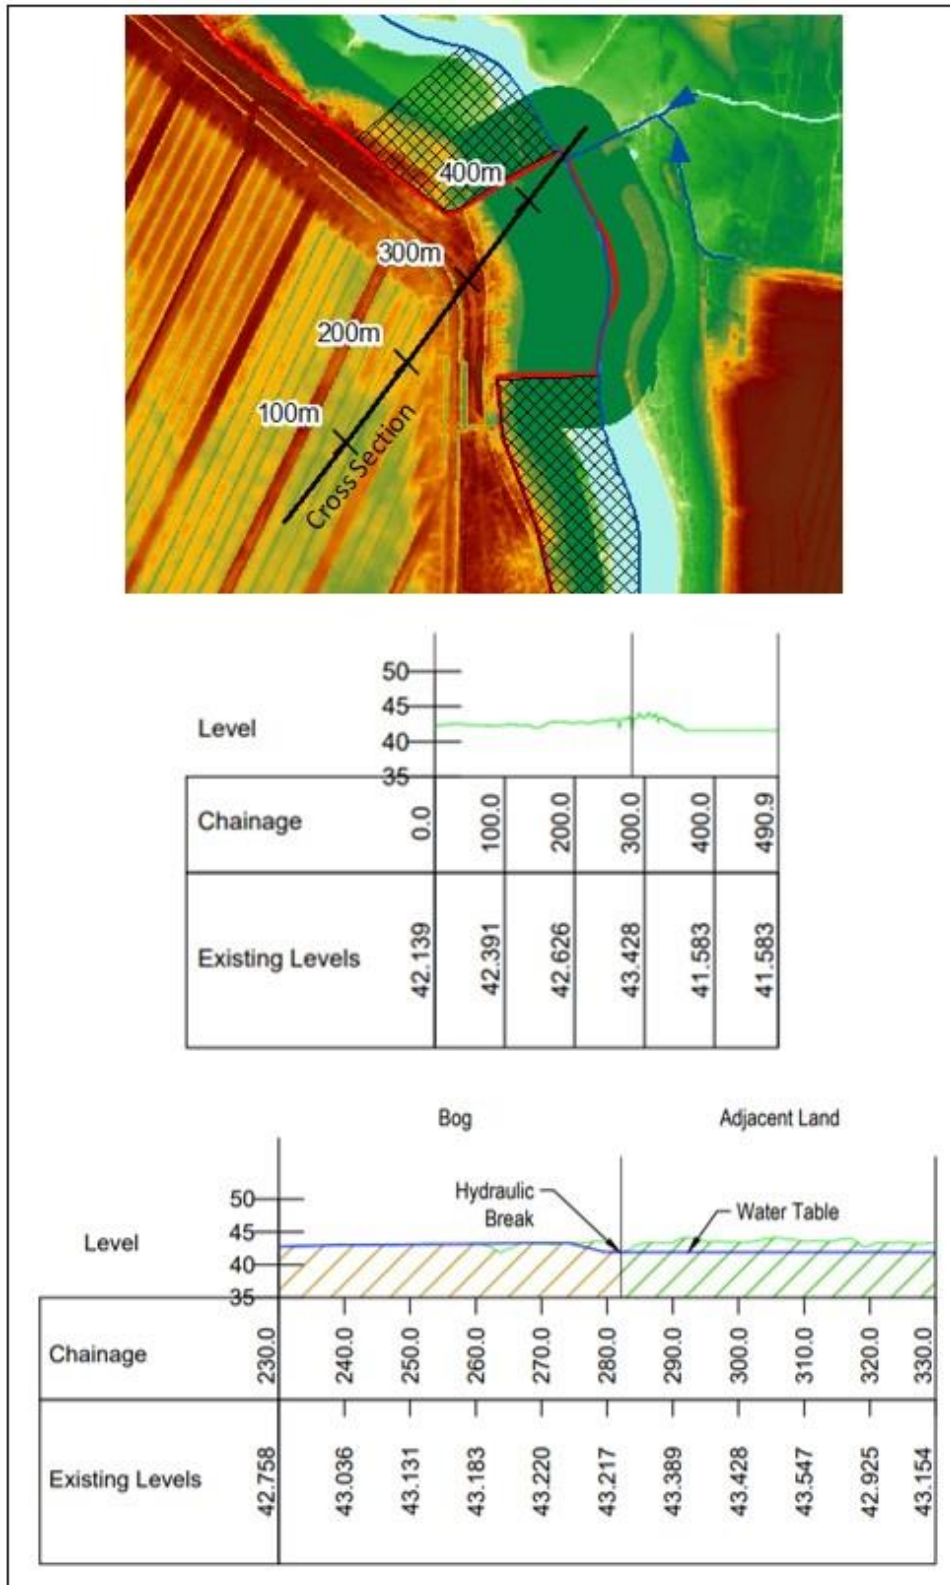 400m
300m
200m
100m
Cross Section
50
45
40
35
Level
Chainage
0.0
100.0
200.0
300.0
400.0
490.9
Existing Levels
42.139
42.391
42.626
43.428
41.583
41.583
Bog
Adjacent Land
Hydraulic
Break
Water Table
50
45
40
35
Level
Chainage
230.0
240.0
250.0
260.0
270.0
280.0
290.0
300.0
310.0
320.0
330.0
Existing Levels
42.758
43.036
43.131
43.183
43.220
43.217
43.389
43.428
43.547
42.925
43.154